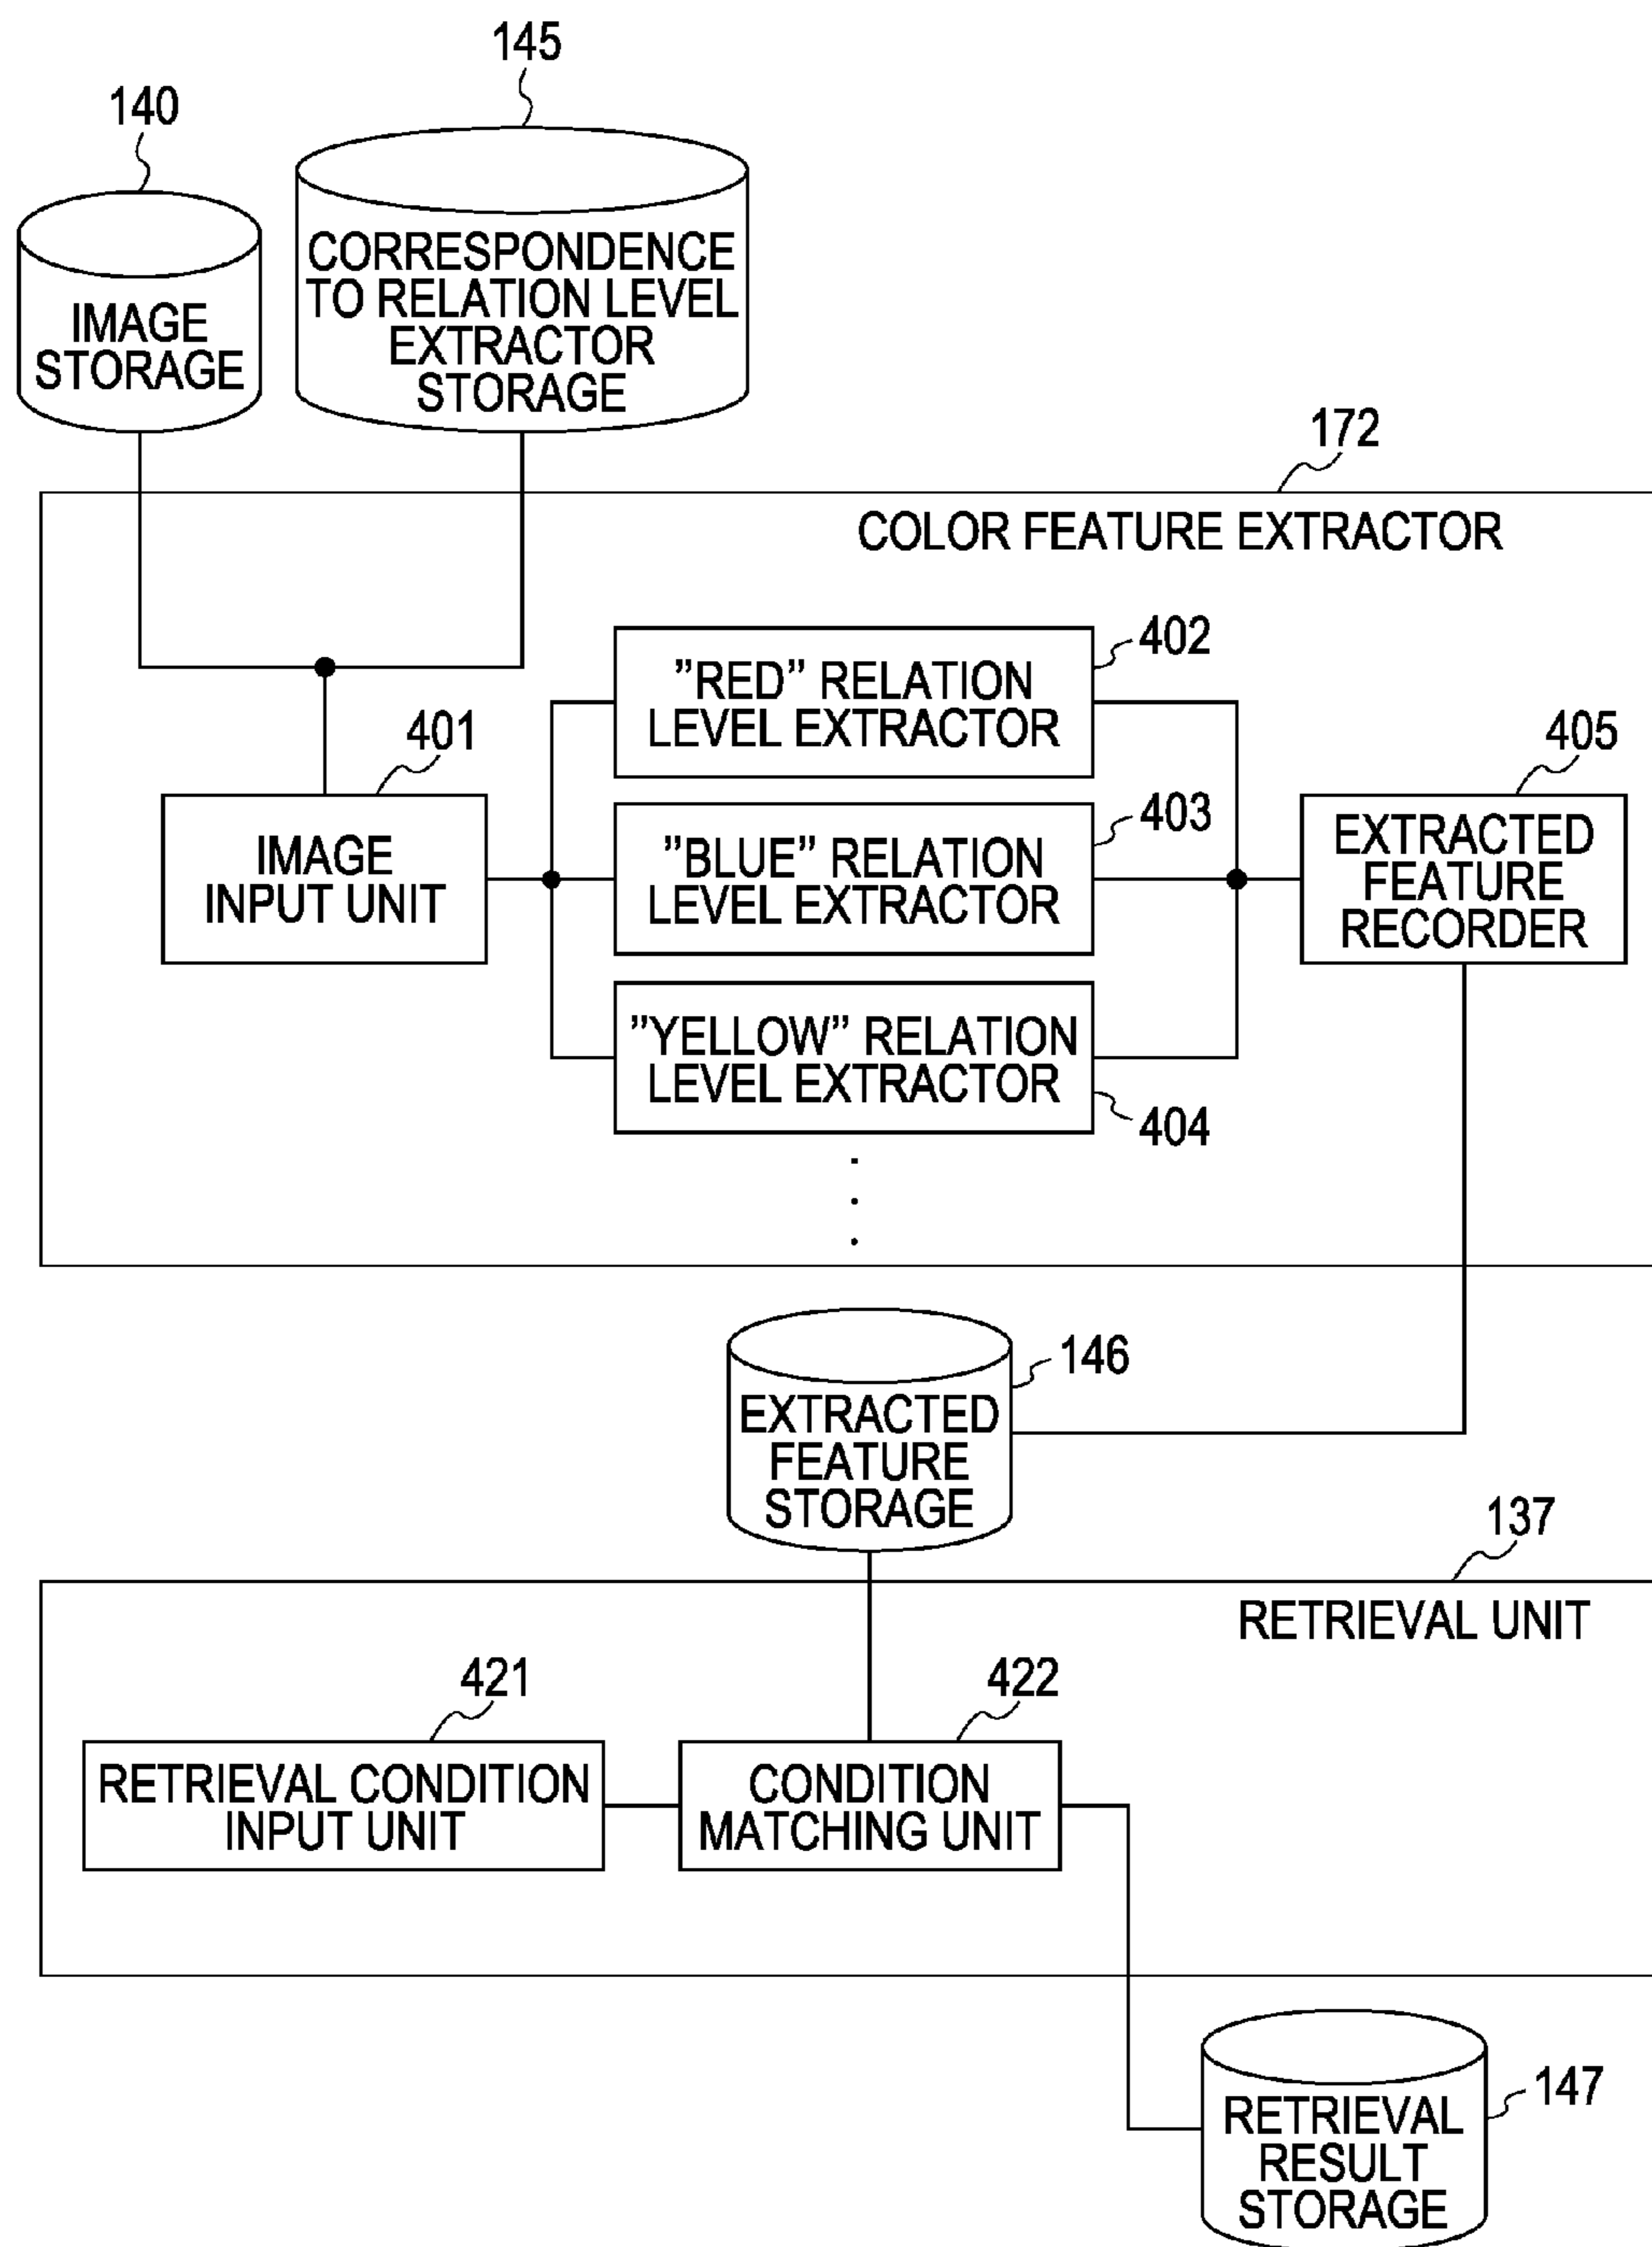 145
140
IMAGE
STORAGE
CORRESPONDENCE
TO RELATION LEVEL
EXTRACTOR
STORAGE
172
COLOR FEATURE EXTRACTOR
402
”RED” RELATION
LEVEL EXTRACTOR
401
IMAGE
INPUT UNIT
403
”BLUE” RELATION
LEVEL EXTRACTOR
405
EXTRACTED
FEATURE
RECORDER
”YELLOW” RELATION
LEVEL EXTRACTOR
404
146
EXTRACTED
FEATURE
STORAGE
137
RETRIEVAL UNIT
421
RETRIEVAL CONDITION
INPUT UNIT
422
CONDITION
MATCHING UNIT
147
RETRIEVAL
RESULT
STORAGE